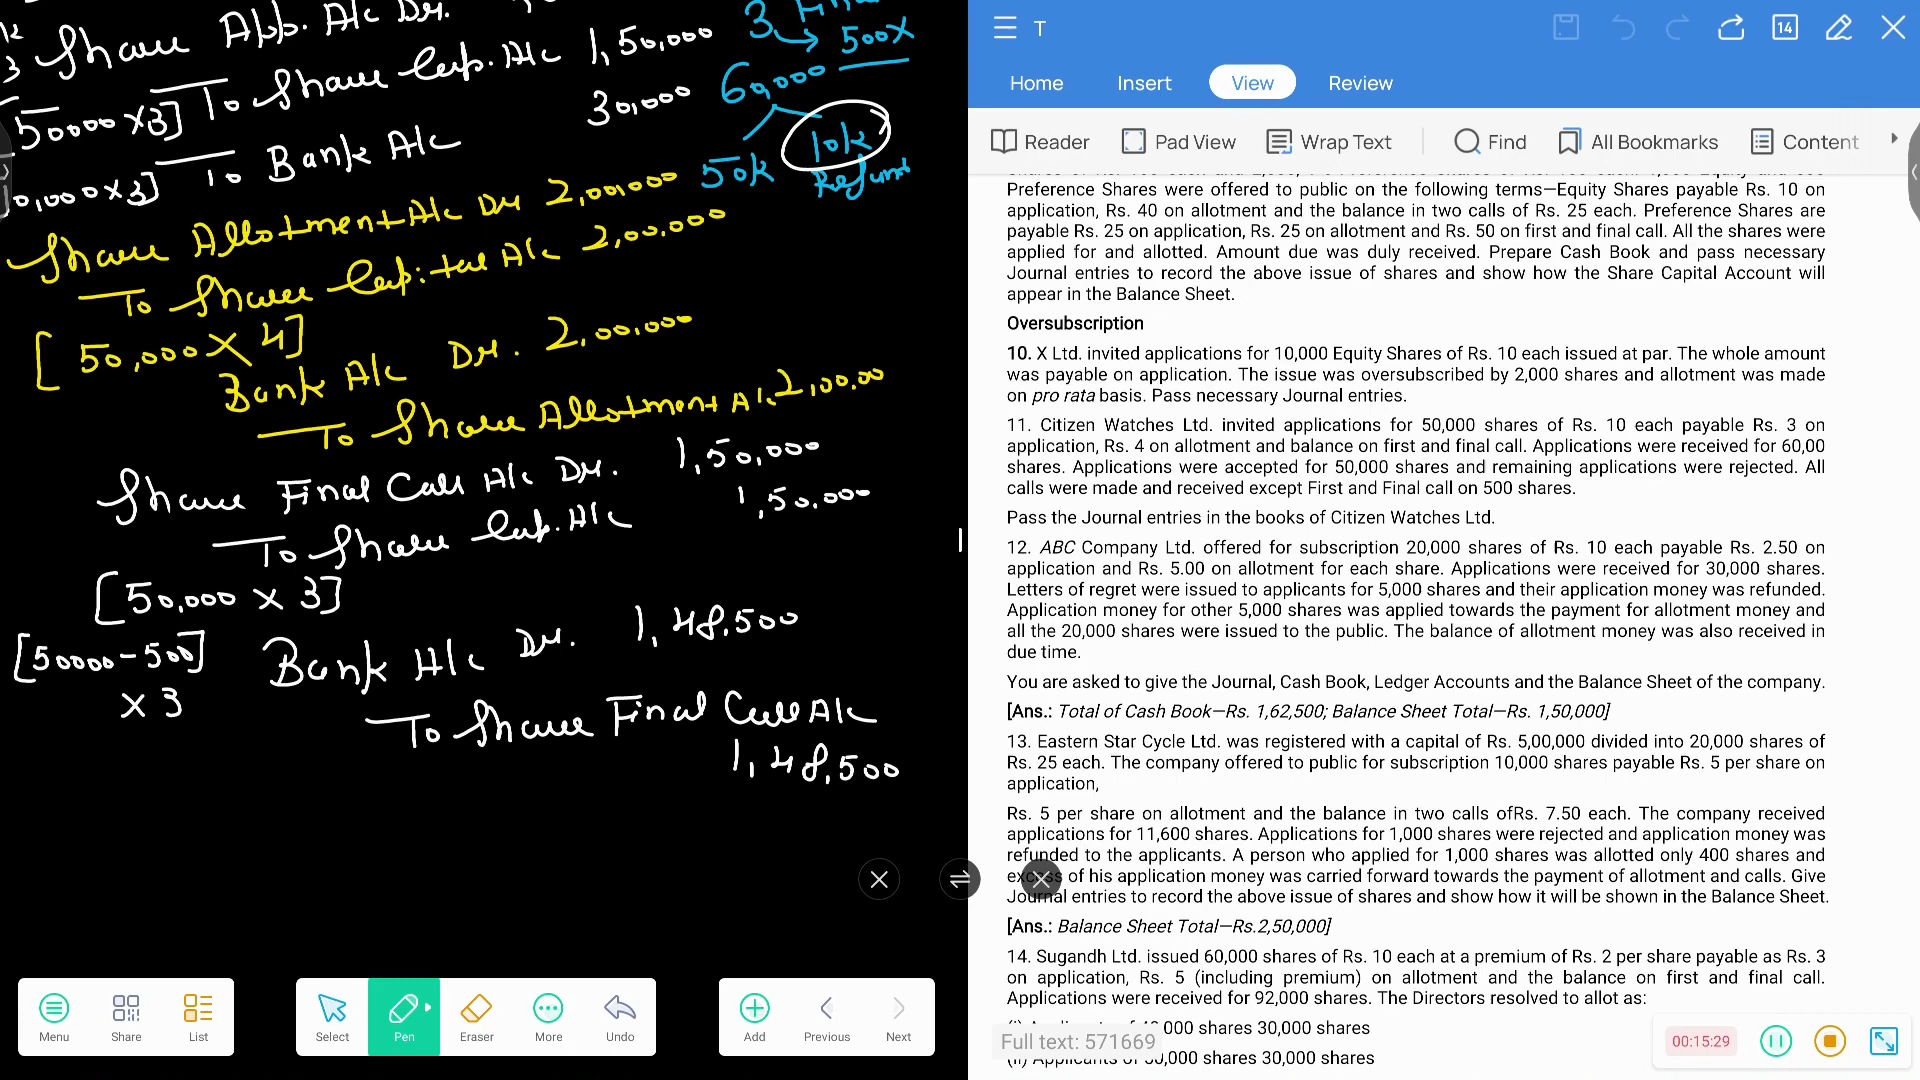 Share App. A/c Dr.
To Share Cap. A/c 1,50,000
[50000 x 3]
To Bank A/c 30,000
0,000 x 3]
3 Final
500 X
60,000
50k 10k
Refund
Share Allotment A/c Dr 2,00,000
To Share Capital A/c 2,00,000
[50,000 X 4]
Bank A/c Dr. 2,00,000
To Share Allotment A/c 2,00,00
Share Final Call A/c Dr. 1,50,000
To Share Cap. A/c 1,50,000
[50,000 x 3]
[50000 - 500] x 3
Bank A/c Dr. 1,48,500
To Share Final Call A/c
1,48,500
Menu Share List
Select Pen Eraser More Undo
Add Previous Next
T
14
Home Insert View Review
Reader Pad View Wrap Text Find All Bookmarks Content
Preference Shares were offered to public on the following terms—Equity Shares payable Rs. 10 on
application, Rs. 40 on allotment and the balance in two calls of Rs. 25 each. Preference Shares are
payable Rs. 25 on application, Rs. 25 on allotment and Rs. 50 on first and final call. All the shares were
applied for and allotted. Amount due was duly received. Prepare Cash Book and pass necessary
Journal entries to record the above issue of shares and show how the Share Capital Account will
appear in the Balance Sheet.
Oversubscription
10. X Ltd. invited applications for 10,000 Equity Shares of Rs. 10 each issued at par. The whole amount
was payable on application. The issue was oversubscribed by 2,000 shares and allotment was made
on pro rata basis. Pass necessary Journal entries.
11. Citizen Watches Ltd. invited applications for 50,000 shares of Rs. 10 each payable Rs. 3 on
application, Rs. 4 on allotment and balance on first and final call. Applications were received for 60,00
shares. Applications were accepted for 50,000 shares and remaining applications were rejected. All
calls were made and received except First and Final call on 500 shares.
Pass the Journal entries in the books of Citizen Watches Ltd.
12. ABC Company Ltd. offered for subscription 20,000 shares of Rs. 10 each payable Rs. 2.50 on
application and Rs. 5.00 on allotment for each share. Applications were received for 30,000 shares.
Letters of regret were issued to applicants for 5,000 shares and their application money was refunded.
Application money for other 5,000 shares was applied towards the payment for allotment money and
all the 20,000 shares were issued to the public. The balance of allotment money was also received in
due time.
You are asked to give the Journal, Cash Book, Ledger Accounts and the Balance Sheet of the company.
[Ans.: Total of Cash Book—Rs. 1,62,500; Balance Sheet Total—Rs. 1,50,000]
13. Eastern Star Cycle Ltd. was registered with a capital of Rs. 5,00,000 divided into 20,000 shares of
Rs. 25 each. The company offered to public for subscription 10,000 shares payable Rs. 5 per share on
application,
Rs. 5 per share on allotment and the balance in two calls ofRs. 7.50 each. The company received
applications for 11,600 shares. Applications for 1,000 shares were rejected and application money was
refunded to the applicants. A person who applied for 1,000 shares was allotted only 400 shares and
excess of his application money was carried forward towards the payment of allotment and calls. Give
Journal entries to record the above issue of shares and show how it will be shown in the Balance Sheet.
[Ans.: Balance Sheet Total—Rs.2,50,000]
14. Sugandh Ltd. issued 60,000 shares of Rs. 10 each at a premium of Rs. 2 per share payable as Rs. 3
on application, Rs. 5 (including premium) on allotment and the balance on first and final call.
Applications were received for 92,000 shares. The Directors resolved to allot as:
000 shares 30,000 shares
Full text: 571669
(ii) Applicants of 50,000 shares 30,000 shares
00:15:29